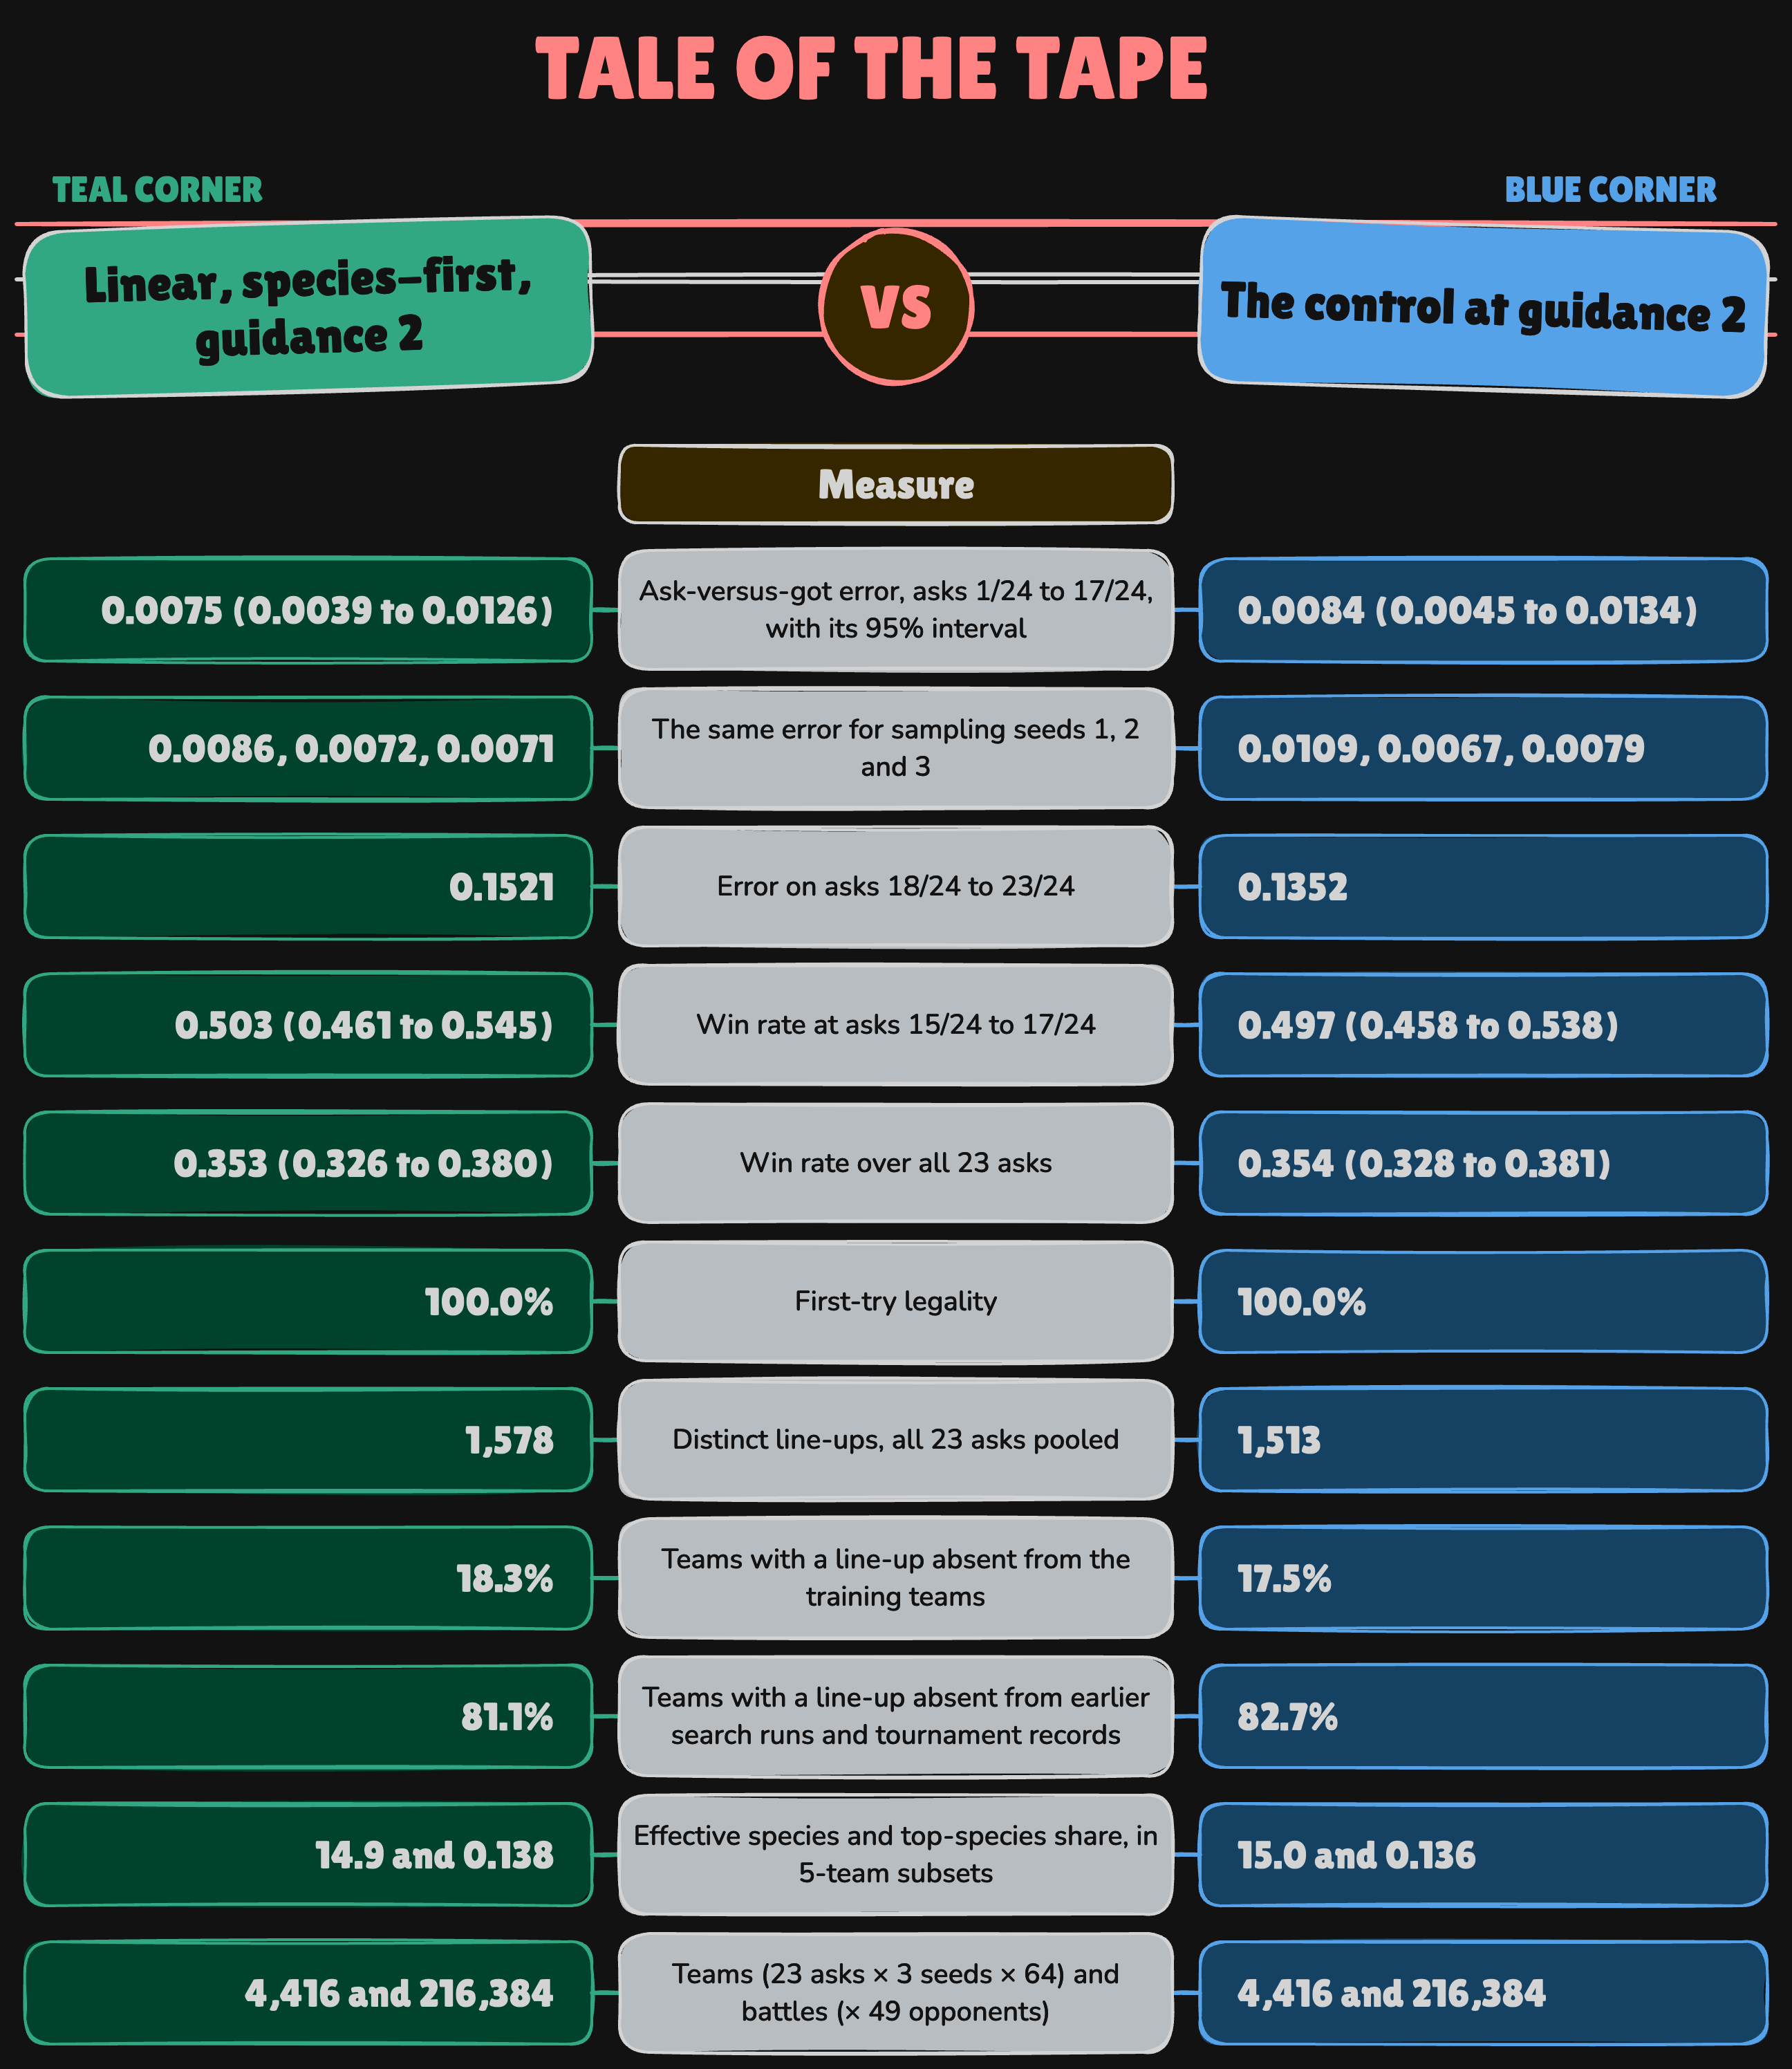 TALE OF THE TAPE
TEAL CORNER
BLUE CORNER
Linear, species–first,
guidance 2
VS
The control at guidance 2
Measure
0.0075 (0.0039 to 0.0126)
Ask-versus-got error, asks 1/24 to 17/24,
with its 95% interval
0.0084 (0.0045 to 0.0134)
0.0086, 0.0072, 0.0071
The same error for sampling seeds 1, 2
and 3
0.0109, 0.0067, 0.0079
0.1521
Error on asks 18/24 to 23/24
0.1352
0.503 (0.461 to 0.545)
Win rate at asks 15/24 to 17/24
0.497 (0.458 to 0.538)
0.353 (0.326 to 0.380)
Win rate over all 23 asks
0.354 (0.328 to 0.381)
100.0%
First-try legality
100.0%
1,578
Distinct line-ups, all 23 asks pooled
1,513
18.3%
Teams with a line-up absent from the
training teams
17.5%
81.1%
Teams with a line-up absent from earlier
search runs and tournament records
82.7%
14.9 and 0.138
Effective species and top-species share, in
5-team subsets
15.0 and 0.136
4,416 and 216,384
Teams (23 asks × 3 seeds × 64) and
battles (× 49 opponents)
4,416 and 216,384